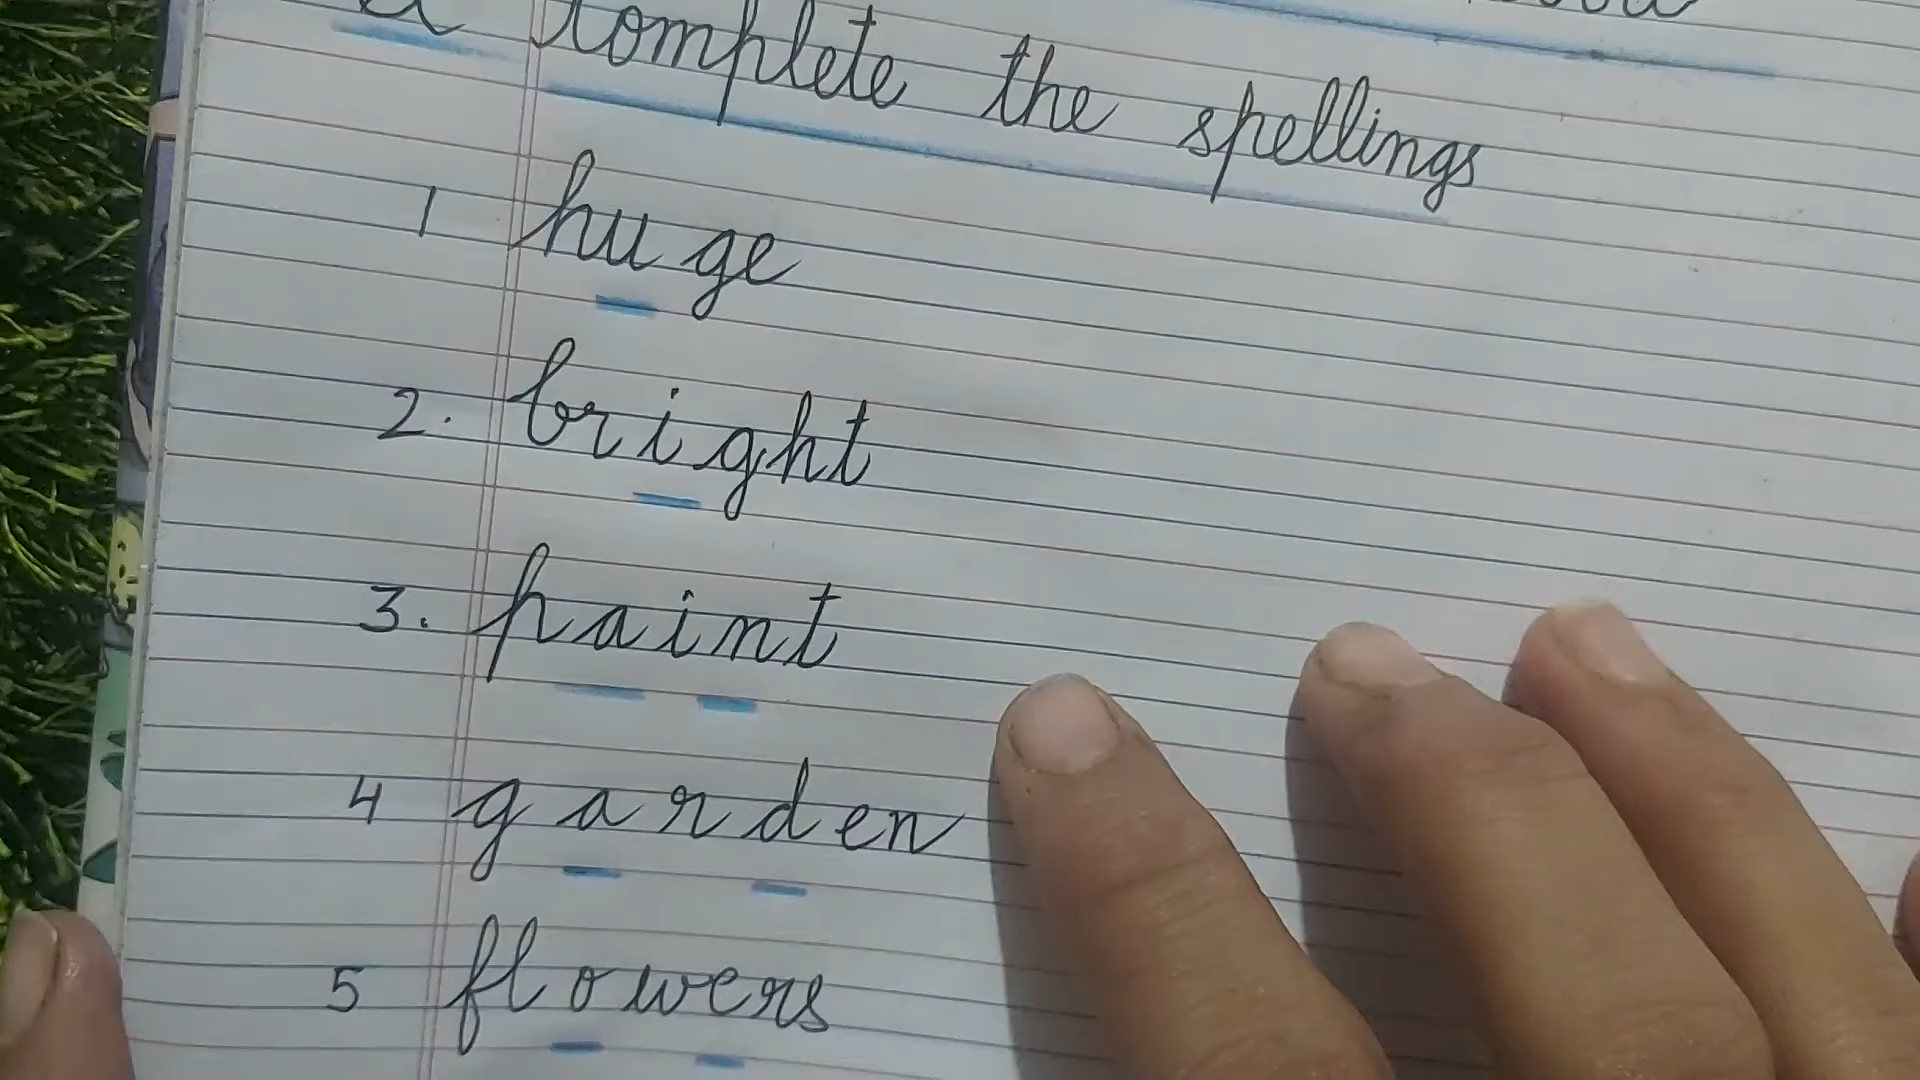 complete the spellings
1 huge
2. bright
3. paint
4 garden
5 flowers